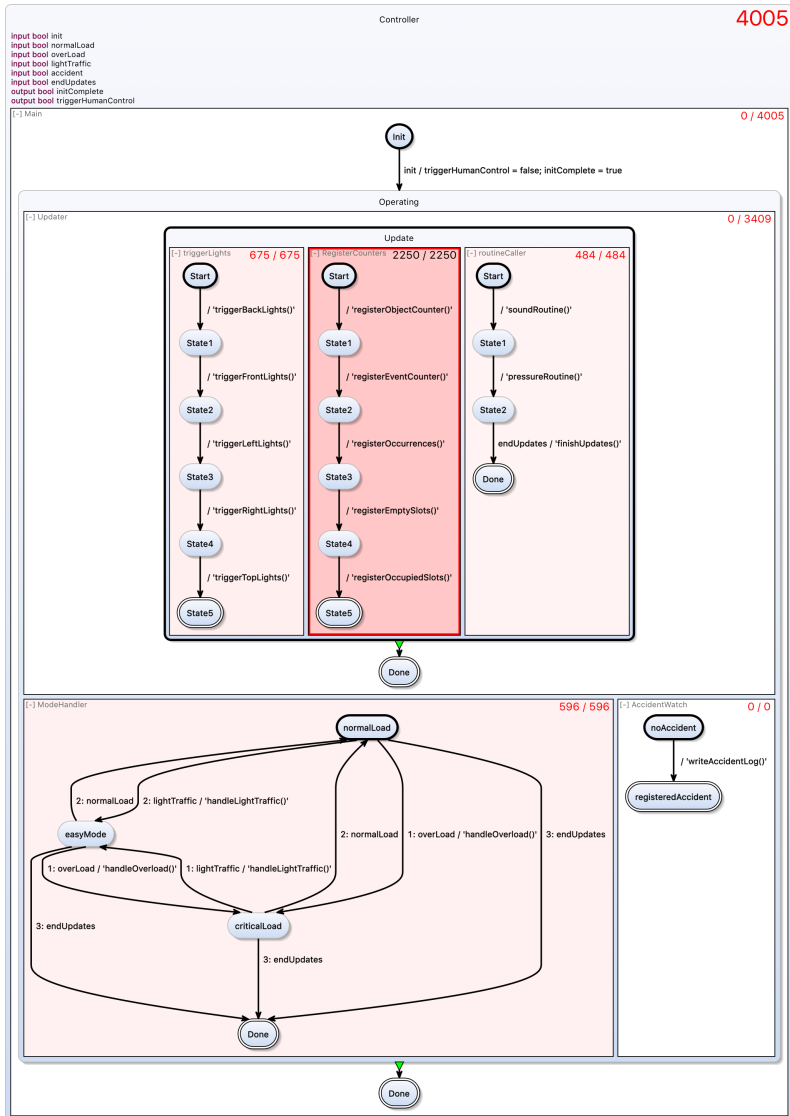 Controller
4005
input bool init
input bool normalLoad
input bool overLoad
input bool lightTraffic
input bool accident
input bool endUpdates
output bool initComplete
output bool triggerHumanControl
[-] Main
0 / 4005
Init
init / triggerHumanControl = false; initComplete = true
Operating
[-] Updater
0 / 3409
Update
[-] triggerLights
675 / 675
Start
/ 'triggerBackLights()'
State1
/ 'triggerFrontLights()'
State2
/ 'triggerLeftLights()'
State3
/ 'triggerRightLights()'
State4
/ 'triggerTopLights()'
State5
[-] RegisterCounters
2250 / 2250
Start
/ 'registerObjectCounter()'
State1
/ 'registerEventCounter()'
State2
/ 'registerOccurrences()'
State3
/ 'registerEmptySlots()'
State4
/ 'registerOccupiedSlots()'
State5
[-] routineCaller
484 / 484
Start
/ 'soundRoutine()'
State1
/ 'pressureRoutine()'
State2
endUpdates / 'finishUpdates()'
Done
Done
[-] ModeHandler
596 / 596
normalLoad
2: normalLoad
2: lightTraffic / 'handleLightTraffic()'
easyMode
2: normalLoad
1: overLoad / 'handleOverload()'
3: endUpdates
1: overLoad / 'handleOverload()'
1: lightTraffic / 'handleLightTraffic()'
3: endUpdates
criticalLoad
3: endUpdates
Done
[-] AccidentWatch
0 / 0
noAccident
/ 'writeAccidentLog()'
registeredAccident
Done